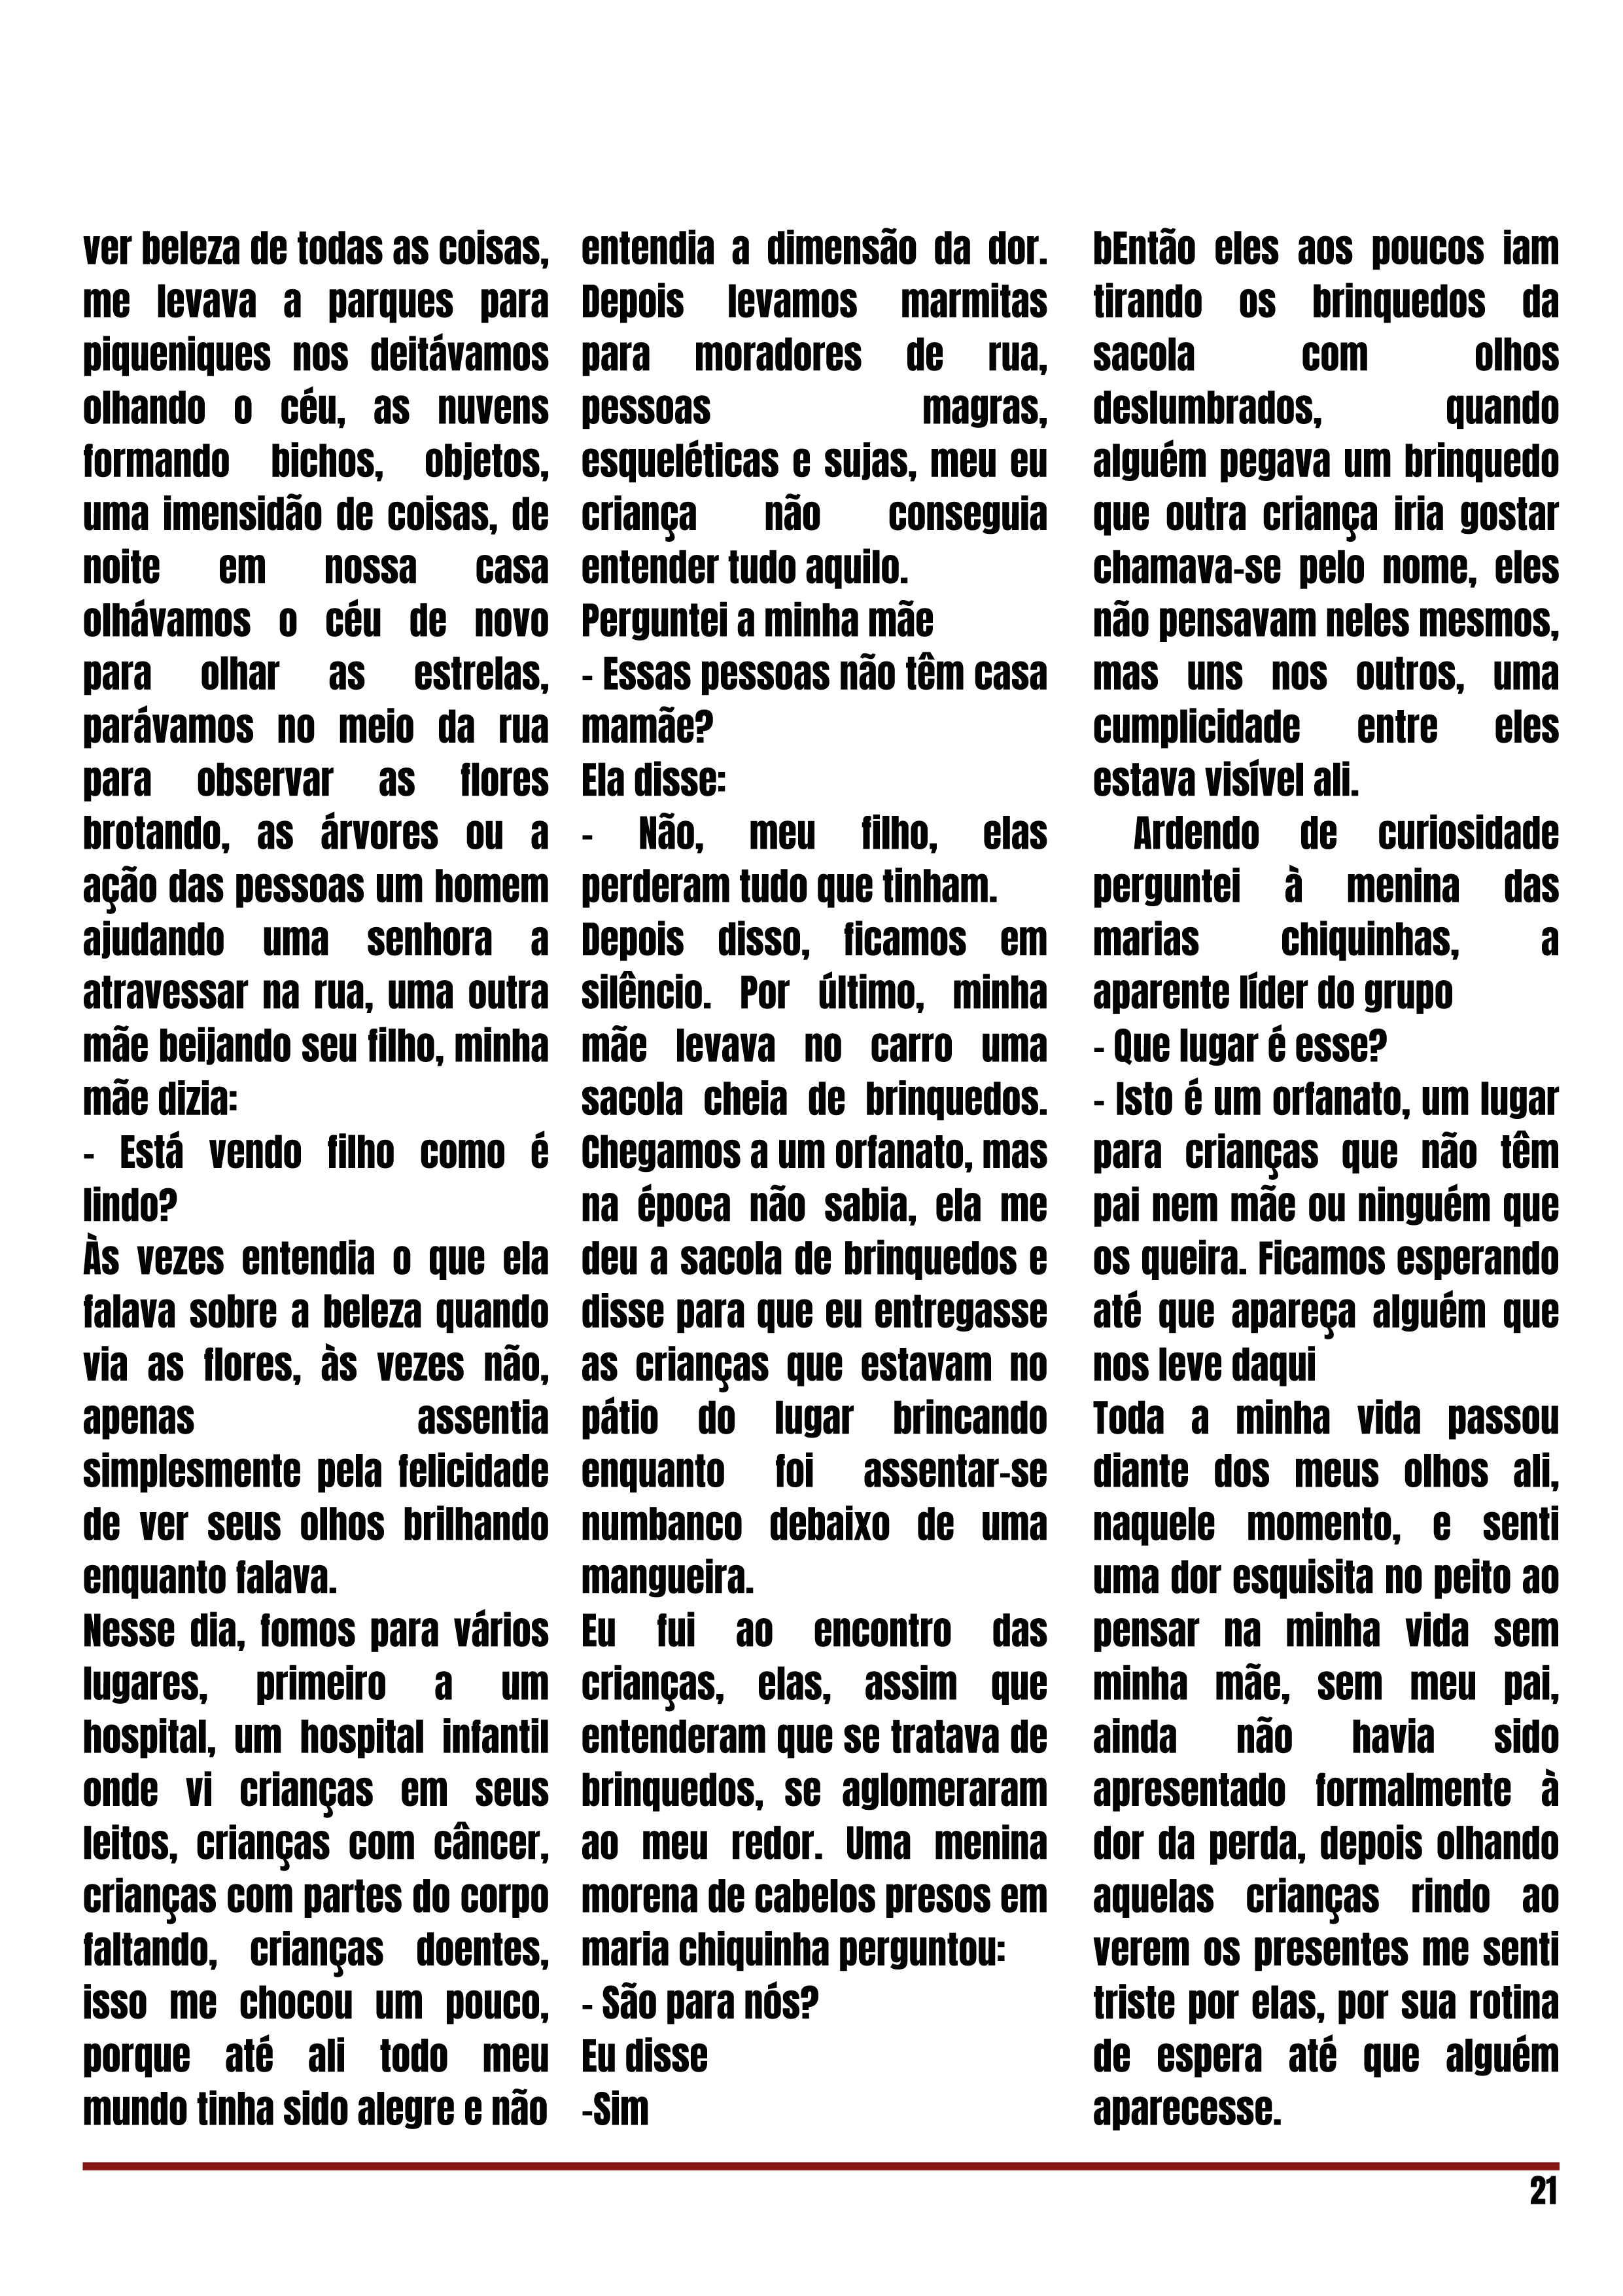 ver beleza de todas as coisas,
me levava a parques para
piqueniques nos deitávamos
olhando o céu, as nuvens
formando bichos, objetos,
uma imensidão de coisas, de
noite em nossa casa
olhávamos o céu de novo
para olhar as estrelas,
parávamos no meio da rua
para observar as flores
brotando, as árvores ou a
ação das pessoas um homem
ajudando uma senhora a
atravessar na rua, uma outra
mãe beijando seu filho, minha
mãe dizia:
- Está vendo filho como é
lindo?
Às vezes entendia o que ela
falava sobre a beleza quando
via as flores, às vezes não,
apenas assentia
simplesmente pela felicidade
de ver seus olhos brilhando
enquanto falava.
Nesse dia, fomos para vários
lugares, primeiro a um
hospital, um hospital infantil
onde vi crianças em seus
leitos, crianças com câncer,
crianças com partes do corpo
faltando, crianças doentes,
isso me chocou um pouco,
porque até ali todo meu
mundo tinha sido alegre e não
entendia a dimensão da dor.
Depois levamos marmitas
para moradores de rua,
pessoas magras,
esqueléticas e sujas, meu eu
criança não conseguia
entender tudo aquilo.
Perguntei a minha mãe
- Essas pessoas não têm casa
mamãe?
Ela disse:
- Não, meu filho, elas
perderam tudo que tinham.
Depois disso, ficamos em
silêncio. Por último, minha
mãe levava no carro uma
sacola cheia de brinquedos.
Chegamos a um orfanato, mas
na época não sabia, ela me
deu a sacola de brinquedos e
disse para que eu entregasse
as crianças que estavam no
pátio do lugar brincando
enquanto foi assentar-se
numbanco debaixo de uma
mangueira.
Eu fui ao encontro das
crianças, elas, assim que
entenderam que se tratava de
brinquedos, se aglomeraram
ao meu redor. Uma menina
morena de cabelos presos em
maria chiquinha perguntou:
- São para nós?
Eu disse
-Sim
bEntão eles aos poucos iam
tirando os brinquedos da
sacola com olhos
deslumbrados, quando
alguém pegava um brinquedo
que outra criança iria gostar
chamava-se pelo nome, eles
não pensavam neles mesmos,
mas uns nos outros, uma
cumplicidade entre eles
estava visível ali.
Ardendo de curiosidade
perguntei à menina das
marias chiquinhas, a
aparente líder do grupo
- Que lugar é esse?
- Isto é um orfanato, um lugar
para crianças que não têm
pai nem mãe ou ninguém que
os queira. Ficamos esperando
até que apareça alguém que
nos leve daqui
Toda a minha vida passou
diante dos meus olhos ali,
naquele momento, e senti
uma dor esquisita no peito ao
pensar na minha vida sem
minha mãe, sem meu pai,
ainda não havia sido
apresentado formalmente à
dor da perda, depois olhando
aquelas crianças rindo ao
verem os presentes me senti
triste por elas, por sua rotina
de espera até que alguém
aparecesse.
21